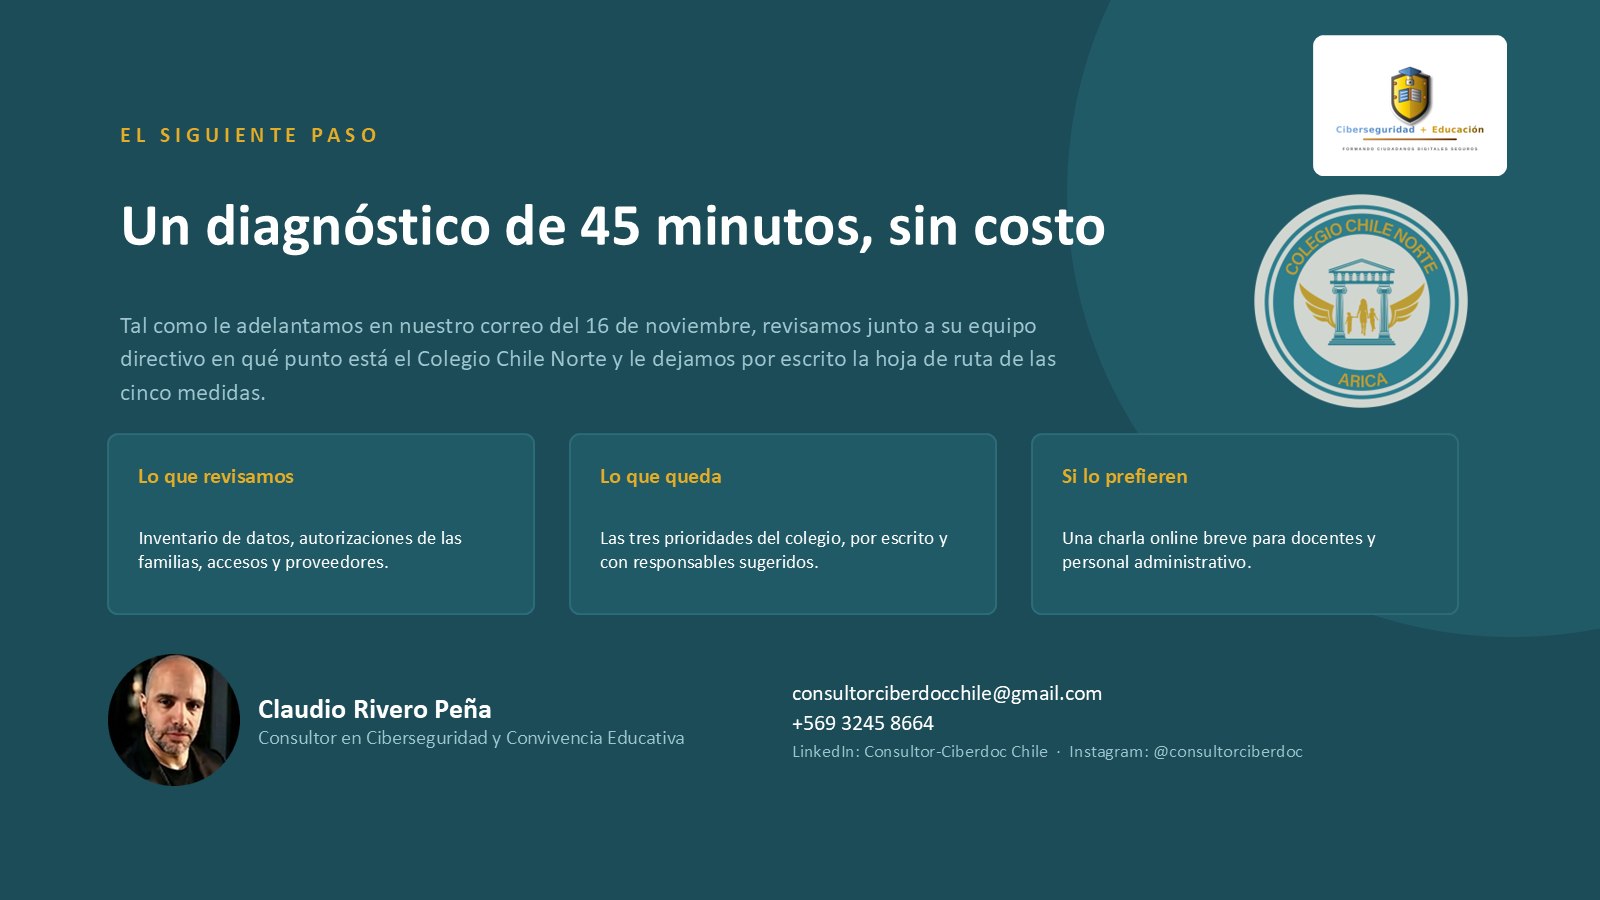 Ciberseguridad + Educación
FORMANDO CIUDADANOS DIGITALES SEGUROS
EL SIGUIENTE PASO
Un diagnóstico de 45 minutos, sin costo
COLEGIO CHILE NORTE
ARICA
Tal como le adelantamos en nuestro correo del 16 de noviembre, revisamos junto a su equipo
directivo en qué punto está el Colegio Chile Norte y le dejamos por escrito la hoja de ruta de las
cinco medidas.
Lo que revisamos
Inventario de datos, autorizaciones de las
familias, accesos y proveedores.
Lo que queda
Las tres prioridades del colegio, por escrito y
con responsables sugeridos.
Si lo prefieren
Una charla online breve para docentes y
personal administrativo.
Claudio Rivero Peña
Consultor en Ciberseguridad y Convivencia Educativa
consultorciberdocchile@gmail.com
+569 3245 8664
LinkedIn: Consultor-Ciberdoc Chile · Instagram: @consultorciberdoc